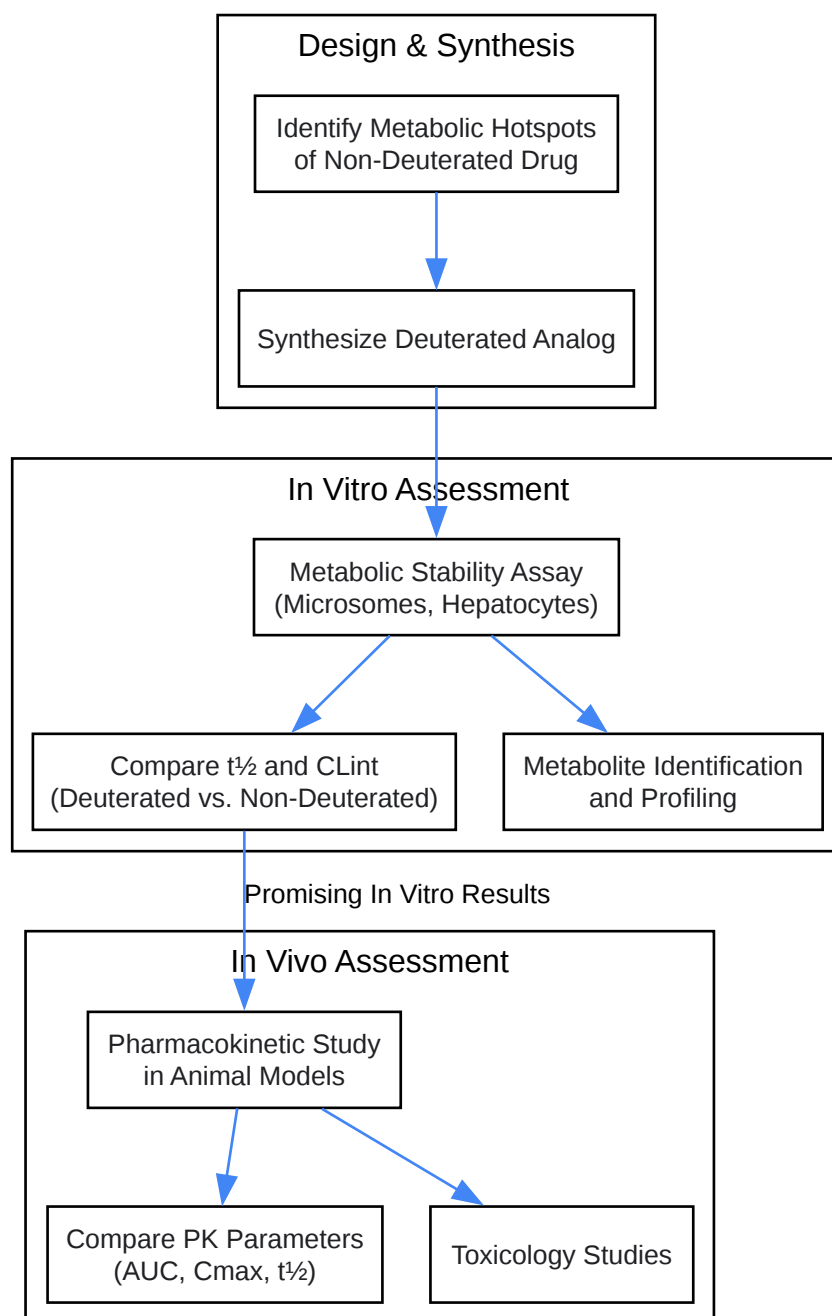 Design & Synthesis
Identify Metabolic Hotspots
of Non-Deuterated Drug
Synthesize Deuterated Analog
In Vitro Assessment
Metabolic Stability Assay
(Microsomes, Hepatocytes)
Compare t½ and CLint
(Deuterated vs. Non-Deuterated)
Metabolite Identification
and Profiling
Promising In Vitro Results
In Vivo Assessment
Pharmacokinetic Study
in Animal Models
Compare PK Parameters
(AUC, Cmax, t½)
Toxicology Studies